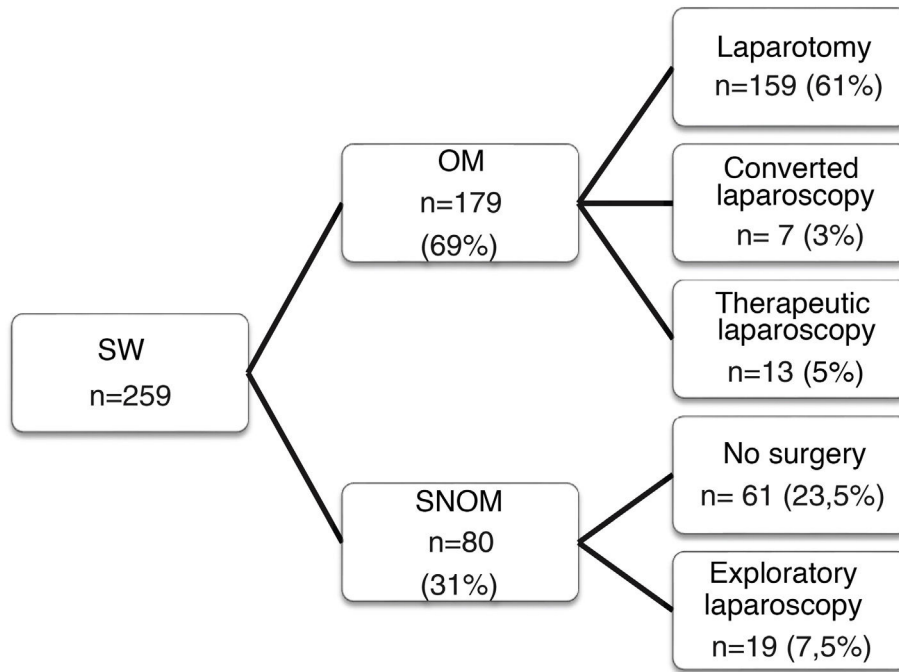 SW
n=259
OM
n=179
(69%)
SNOM
n=80
(31%)
Laparotomy
n=159 (61%)
Converted
laparoscopy
n= 7 (3%)
Therapeutic
laparoscopy
n=13 (5%)
No surgery
n= 61 (23,5%)
Exploratory
laparoscopy
n=19 (7,5%)